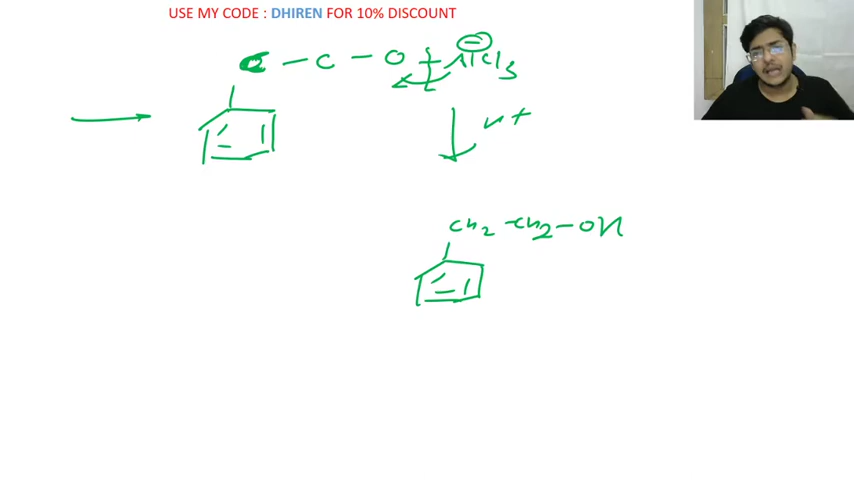 USE MY CODE : DHIREN FOR 10% DISCOUNT
C — C — O + AlCl3
H+
CH2 - CH2 - OH